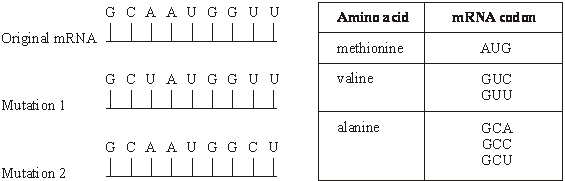 G C A A U G G U U
Original mRNA
G C U A U G G U U
Mutation 1
G C A A U G G C U
Mutation 2
Amino acid mRNA codon
methionine AUG
valine GUC
GUU
alanine GCA
GCC
GCU